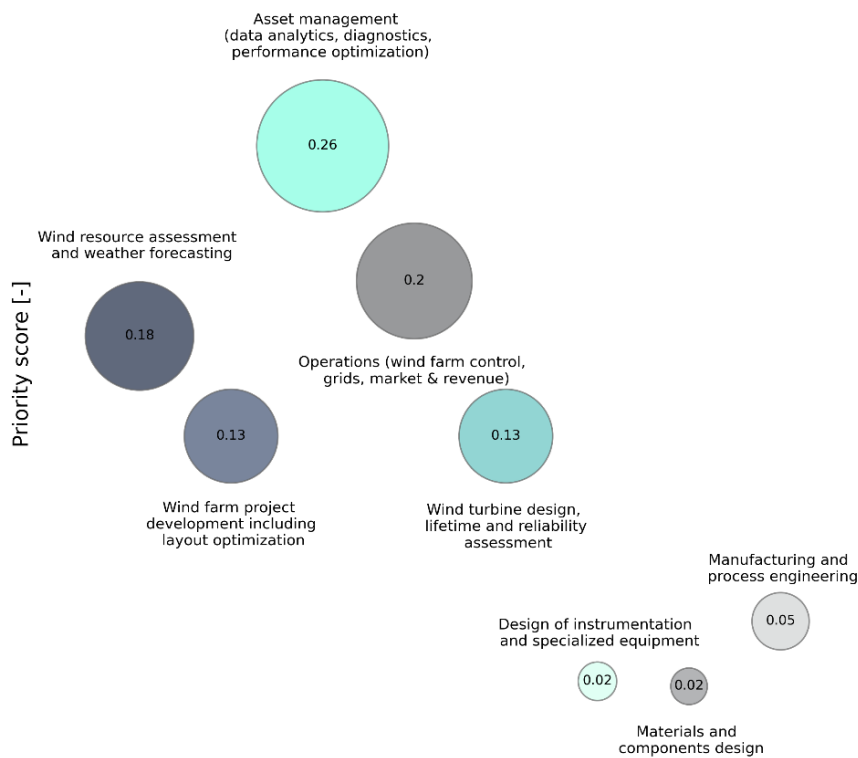 Asset management
(data analytics, diagnostics,
performance optimization)
0.26
Wind resource assessment
and weather forecasting
0.2
Priority score [-]
0.18
Operations (wind farm control,
grids, market & revenue)
0.13
0.13
Wind farm project
development including
layout optimization
Wind turbine design,
lifetime and reliability
assessment
Manufacturing and
process engineering
0.05
Design of instrumentation
and specialized equipment
0.02
0.02
Materials and
components design